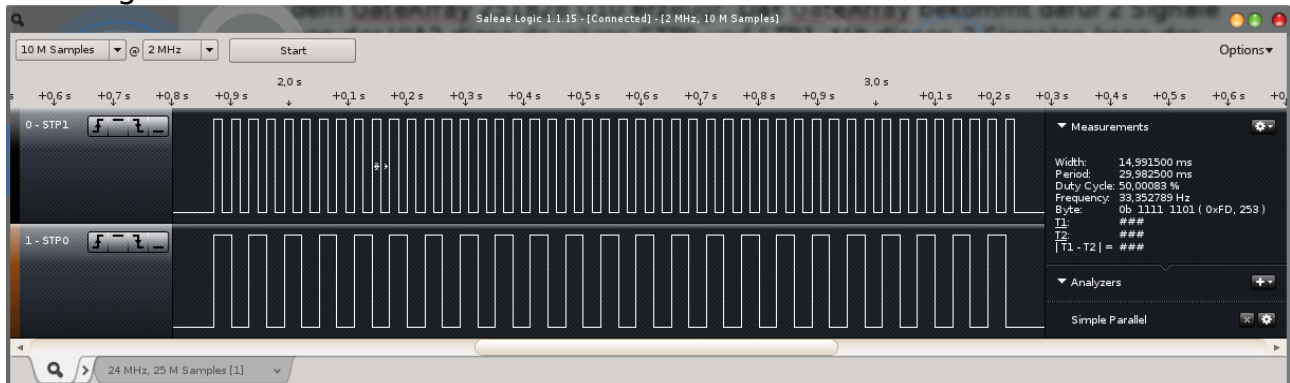 Saleae Logic 1.1.15 - [Connected] - [2 MHz, 10 M Samples]
10 M Samples @ 2 MHz Start Options
2,0 s 3,0 s
s +0,6 s +0,7 s +0,8 s +0,9 s +0,1 s +0,2 s +0,3 s +0,4 s +0,5 s +0,6 s +0,7 s +0,8 s +0,9 s +0,1 s +0,2 s +0,3 s +0,4 s +0,5 s +0,6 s +0,
0 - STP1
Measurements
Width: 14,991500 ms
Period: 29,982500 ms
Duty Cycle: 50,00083 %
Frequency: 33,352789 Hz
Byte: 0b 1111 1101 ( 0xFD, 253 )
T1: ###
T2: ###
| T1 - T2 | = ###
1 - STP0
Analyzers
Simple Parallel
24 MHz, 25 M Samples [1]